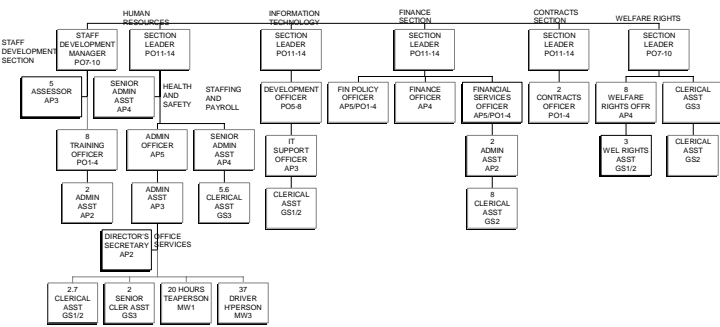 HUMAN
RESOURCES
INFORMATION
TECHNOLOGY
FINANCE
SECTION
CONTRACTS
SECTION
WELFARE RIGHTS
STAFF
DEVELOPMENT
SECTION
STAFF
DEVELOPMENT
MANAGER
PO7-10
SECTION
LEADER
PO11-14
SECTION
LEADER
PO11-14
SECTION
LEADER
PO11-14
SECTION
LEADER
PO11-14
SECTION
LEADER
PO7-10
5
ASSESSOR
AP3
SENIOR
ADMIN
ASST
AP4
HEALTH
AND
SAFETY
STAFFING
AND
PAYROLL
DEVELOPMENT
OFFICER
PO5-8
FIN POLICY
OFFICER
AP5/PO1-4
FINANCE
OFFICER
AP4
FINANCIAL
SERVICES
OFFICER
AP5/PO1-4
2
CONTRACTS
OFFICER
PO1-4
8
WELFARE
RIGHTS OFFR
AP4
CLERICAL
ASST
GS3
8
TRAINING
OFFICER
PO1-4
ADMIN
OFFICER
AP5
SENIOR
ADMIN
ASST
AP4
IT
SUPPORT
OFFICER
AP3
2
ADMIN
ASST
AP2
3
WEL RIGHTS
ASST
GS1/2
CLERICAL
ASST
GS2
2
ADMIN
ASST
AP2
ADMIN
ASST
AP3
5.6
CLERICAL
ASST
GS3
CLERICAL
ASST
GS1/2
8
CLERICAL
ASST
GS2
DIRECTOR'S
SECRETARY
AP2
OFFICE
SERVICES
2.7
CLERICAL
ASST
GS1/2
2
SENIOR
CLER ASST
GS3
20 HOURS
TEAPERSON
MW1
37
DRIVER
H'PERSON
MW3